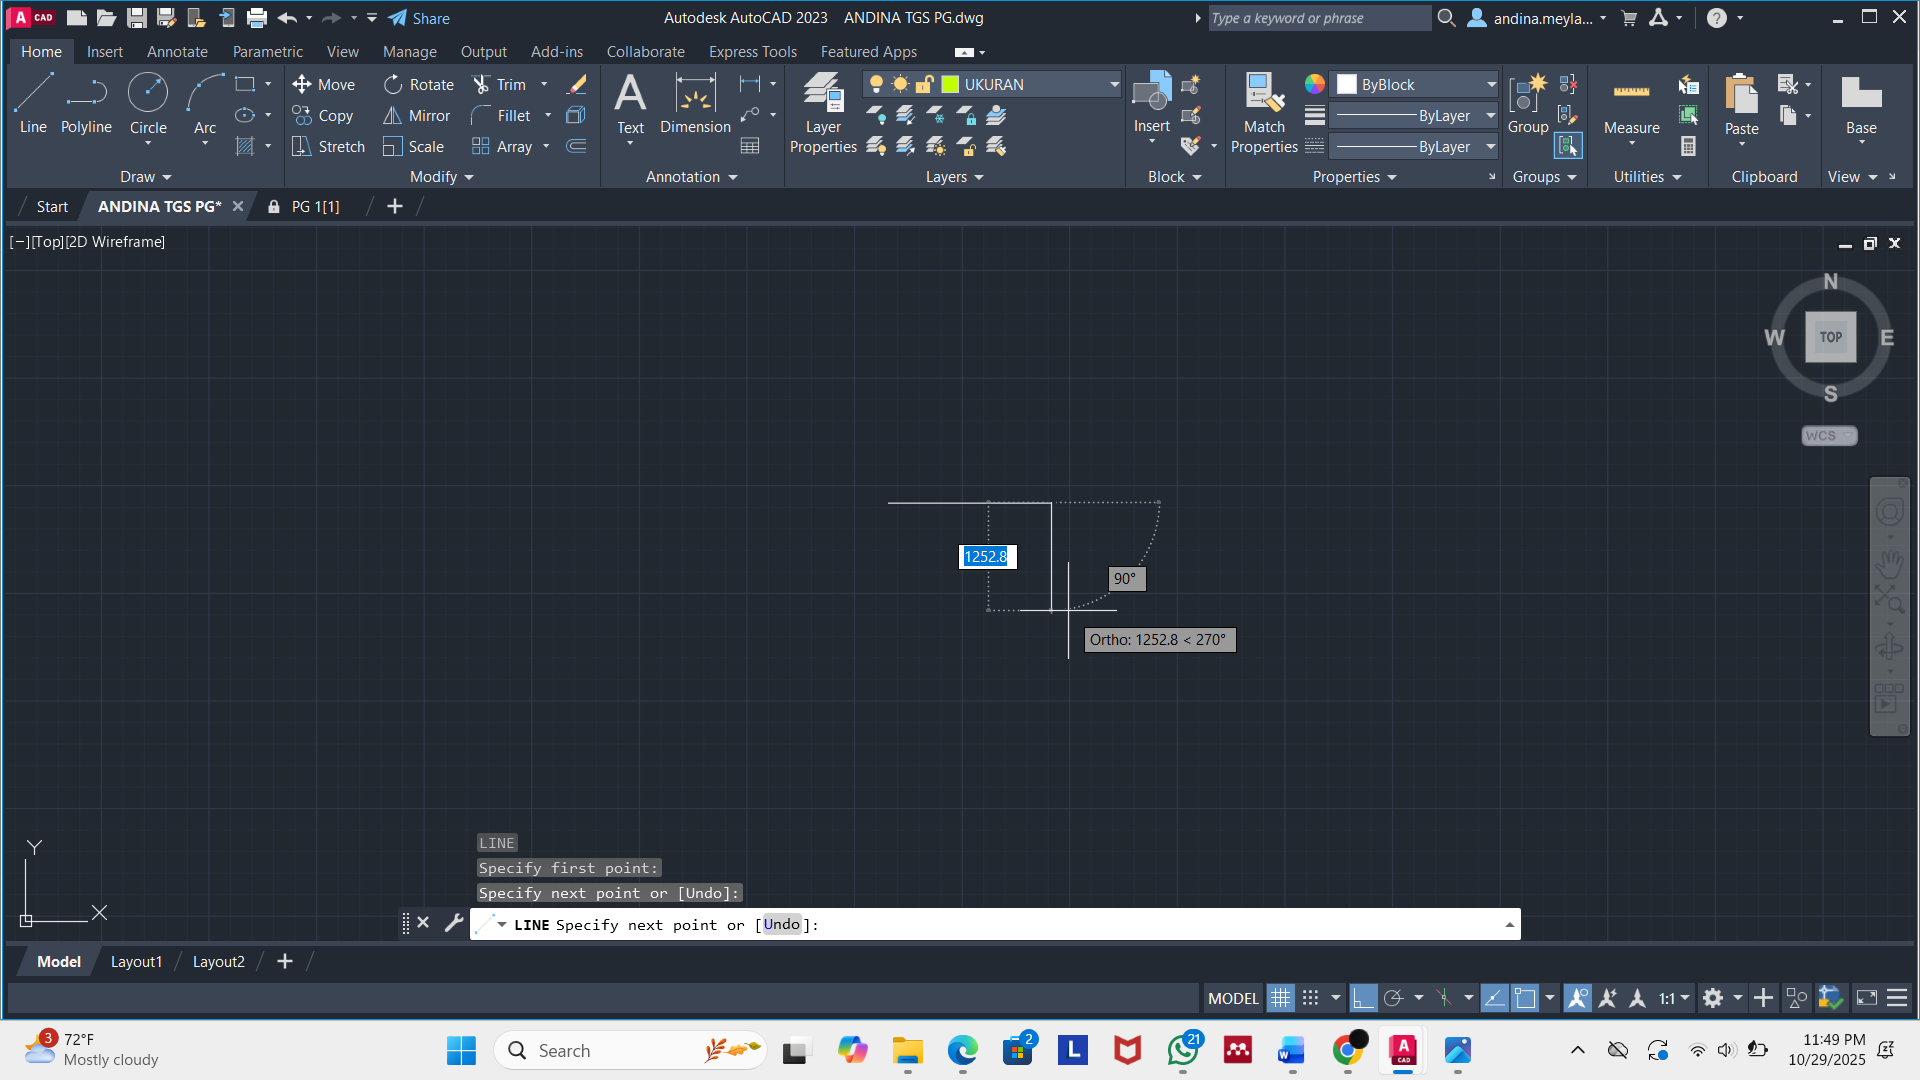 A CAD
Share
Autodesk AutoCAD 2023 ANDINA TGS PG.dwg
Type a keyword or phrase
andina.meyla...
Home Insert Annotate Parametric View Manage Output Add-ins Collaborate Express Tools Featured Apps
Line Polyline Circle Arc
Move Rotate Trim
Copy Mirror Fillet
Stretch Scale Array
Text Dimension
Layer Properties
UKURAN
Insert
Match Properties
ByBlock
ByLayer
ByLayer
Group
Measure
Paste
Base
Draw Modify Annotation Layers Block Properties Groups Utilities Clipboard View
Start ANDINA TGS PG* PG 1[1]
[−][Top][2D Wireframe]
N
W TOP E
S
WCS
1252.8
90°
Ortho: 1252.8 < 270°
Y
X
LINE
Specify first point:
Specify next point or [Undo]:
LINE Specify next point or [Undo]:
Model Layout1 Layout2
MODEL 1:1
3
72°F
Mostly cloudy
Search
2
L
21
W
A CAD
11:49 PM
10/29/2025